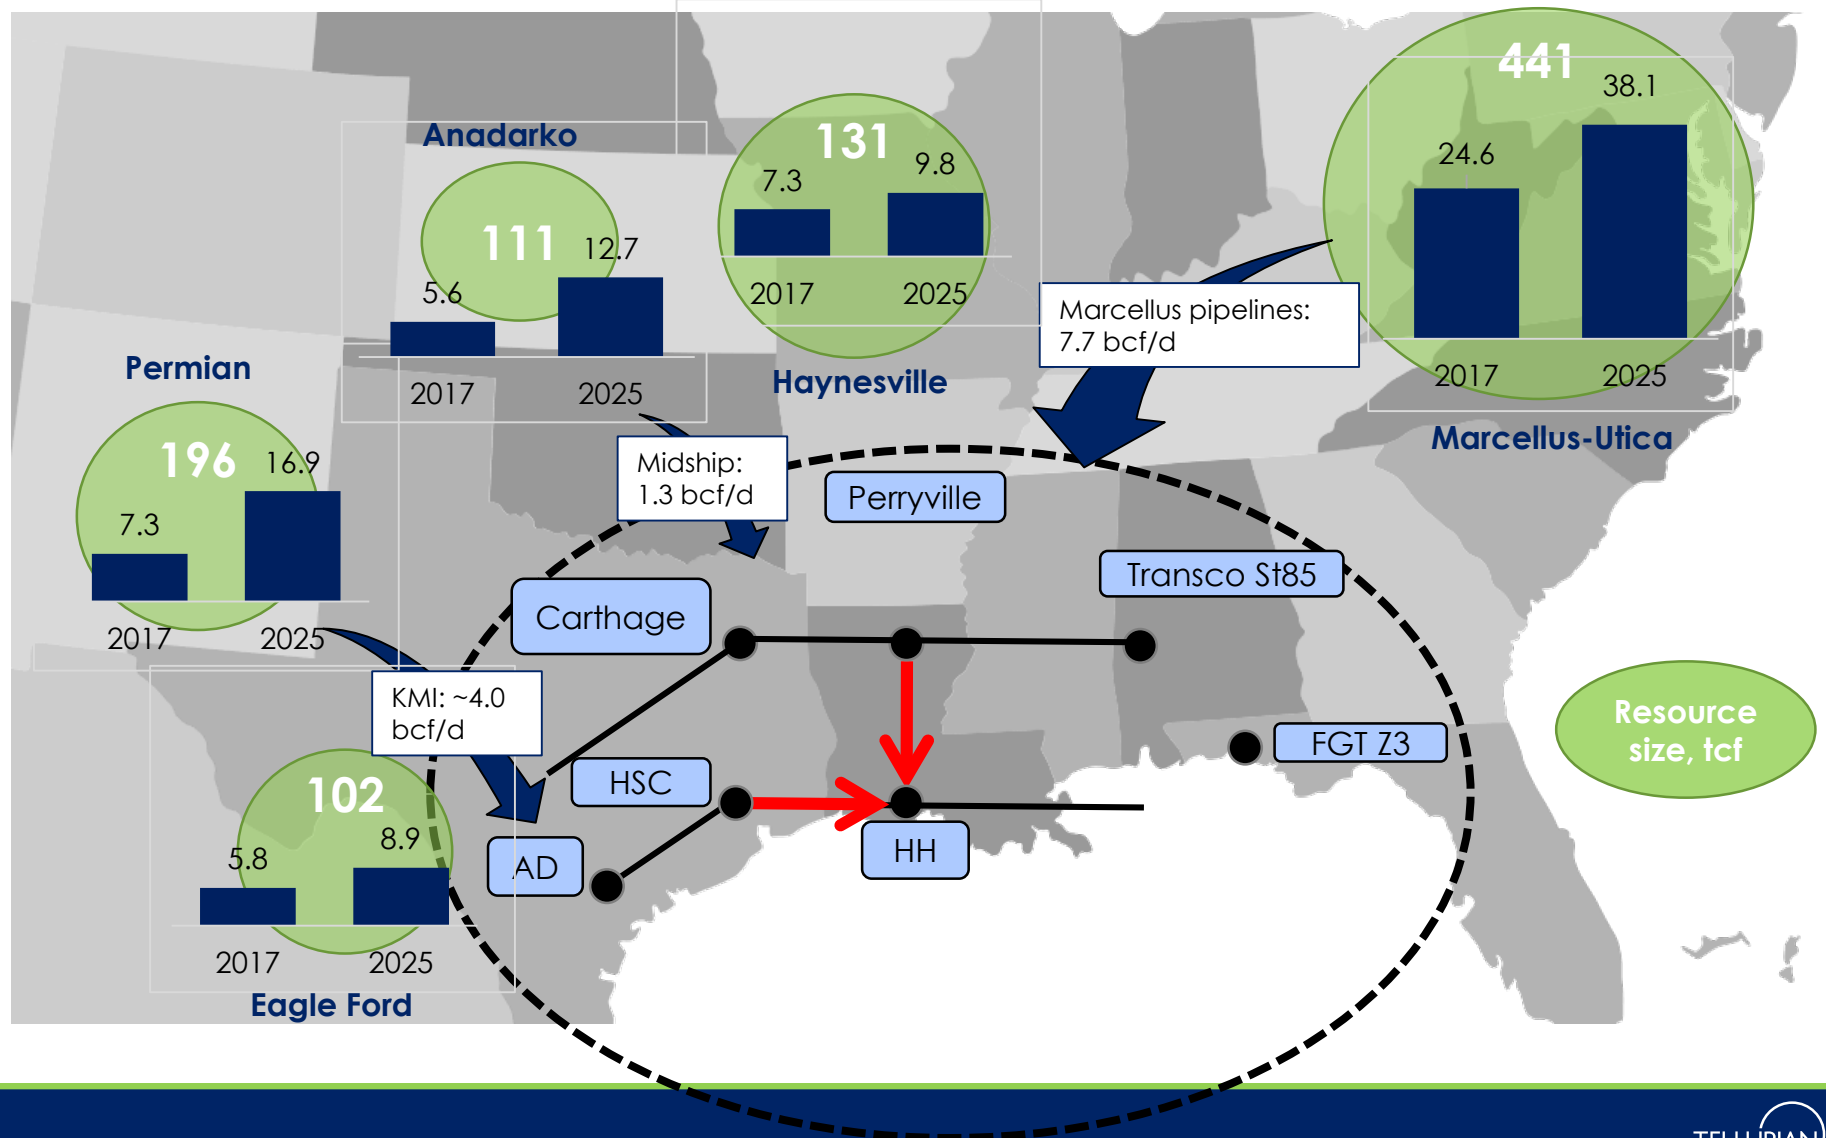 441
38.1
24.6
2017
2025
Marcellus-Utica
Anadarko
111
12.7
5.6
2017
2025
131
9.8
7.3
2017
2025
Haynesville
Marcellus pipelines:
7.7 bcf/d
Permian
196
16.9
7.3
2017
2025
Midship:
1.3 bcf/d
Perryville
Transco St85
Carthage
KMI: ~4.0
bcf/d
HSC
FGT Z3
HH
AD
Resource
size, tcf
102
8.9
5.8
2017
2025
Eagle Ford
TELLURIAN